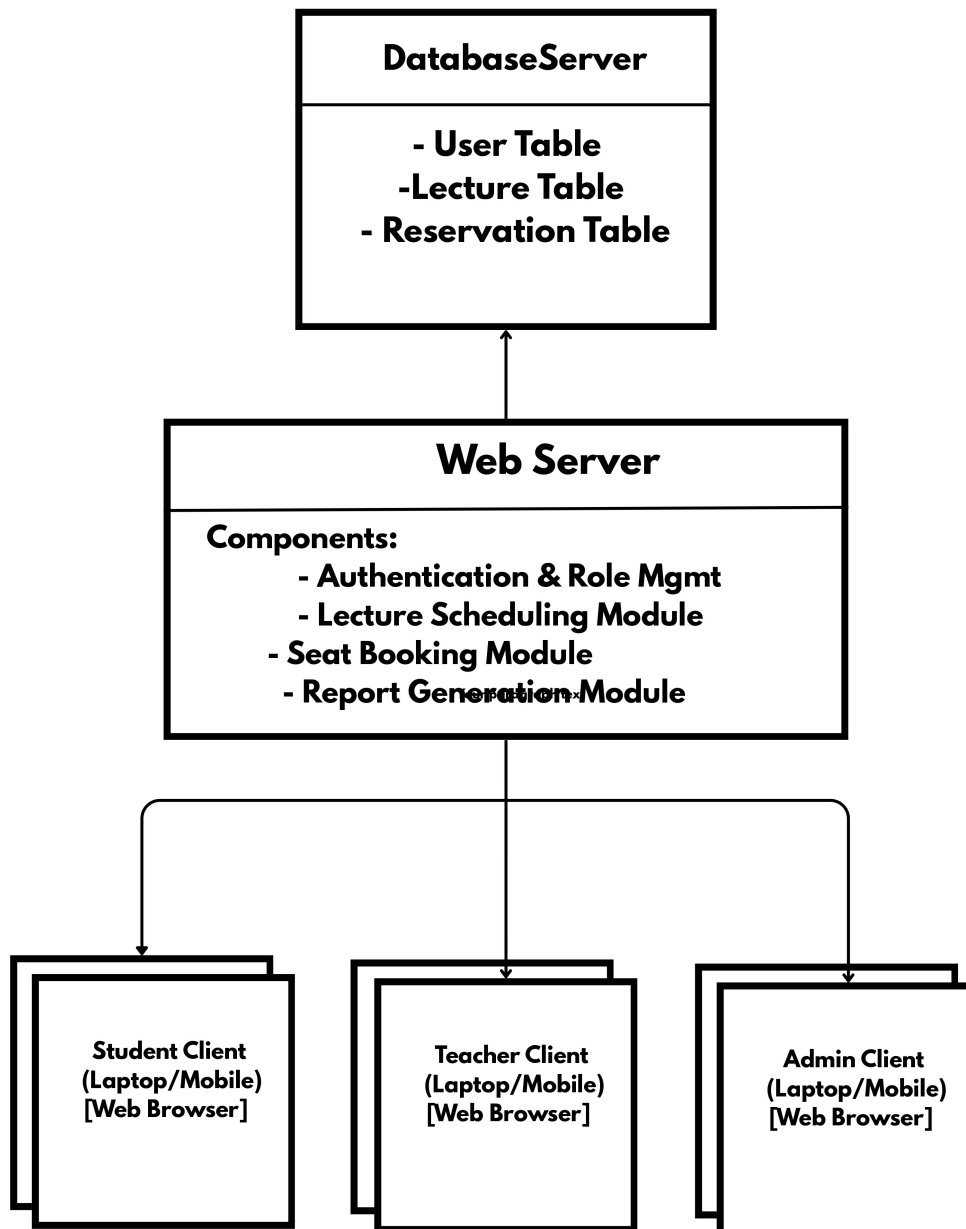 DatabaseServer
- User Table
-Lecture Table
- Reservation Table
Web Server
Components:
- Authentication & Role Mgmt
- Lecture Scheduling Module
- Seat Booking Module
- Report Generation Module
Student Client
(Laptop/Mobile)
[Web Browser]
Teacher Client
(Laptop/Mobile)
[Web Browser]
Admin Client
(Laptop/Mobile)
[Web Browser]